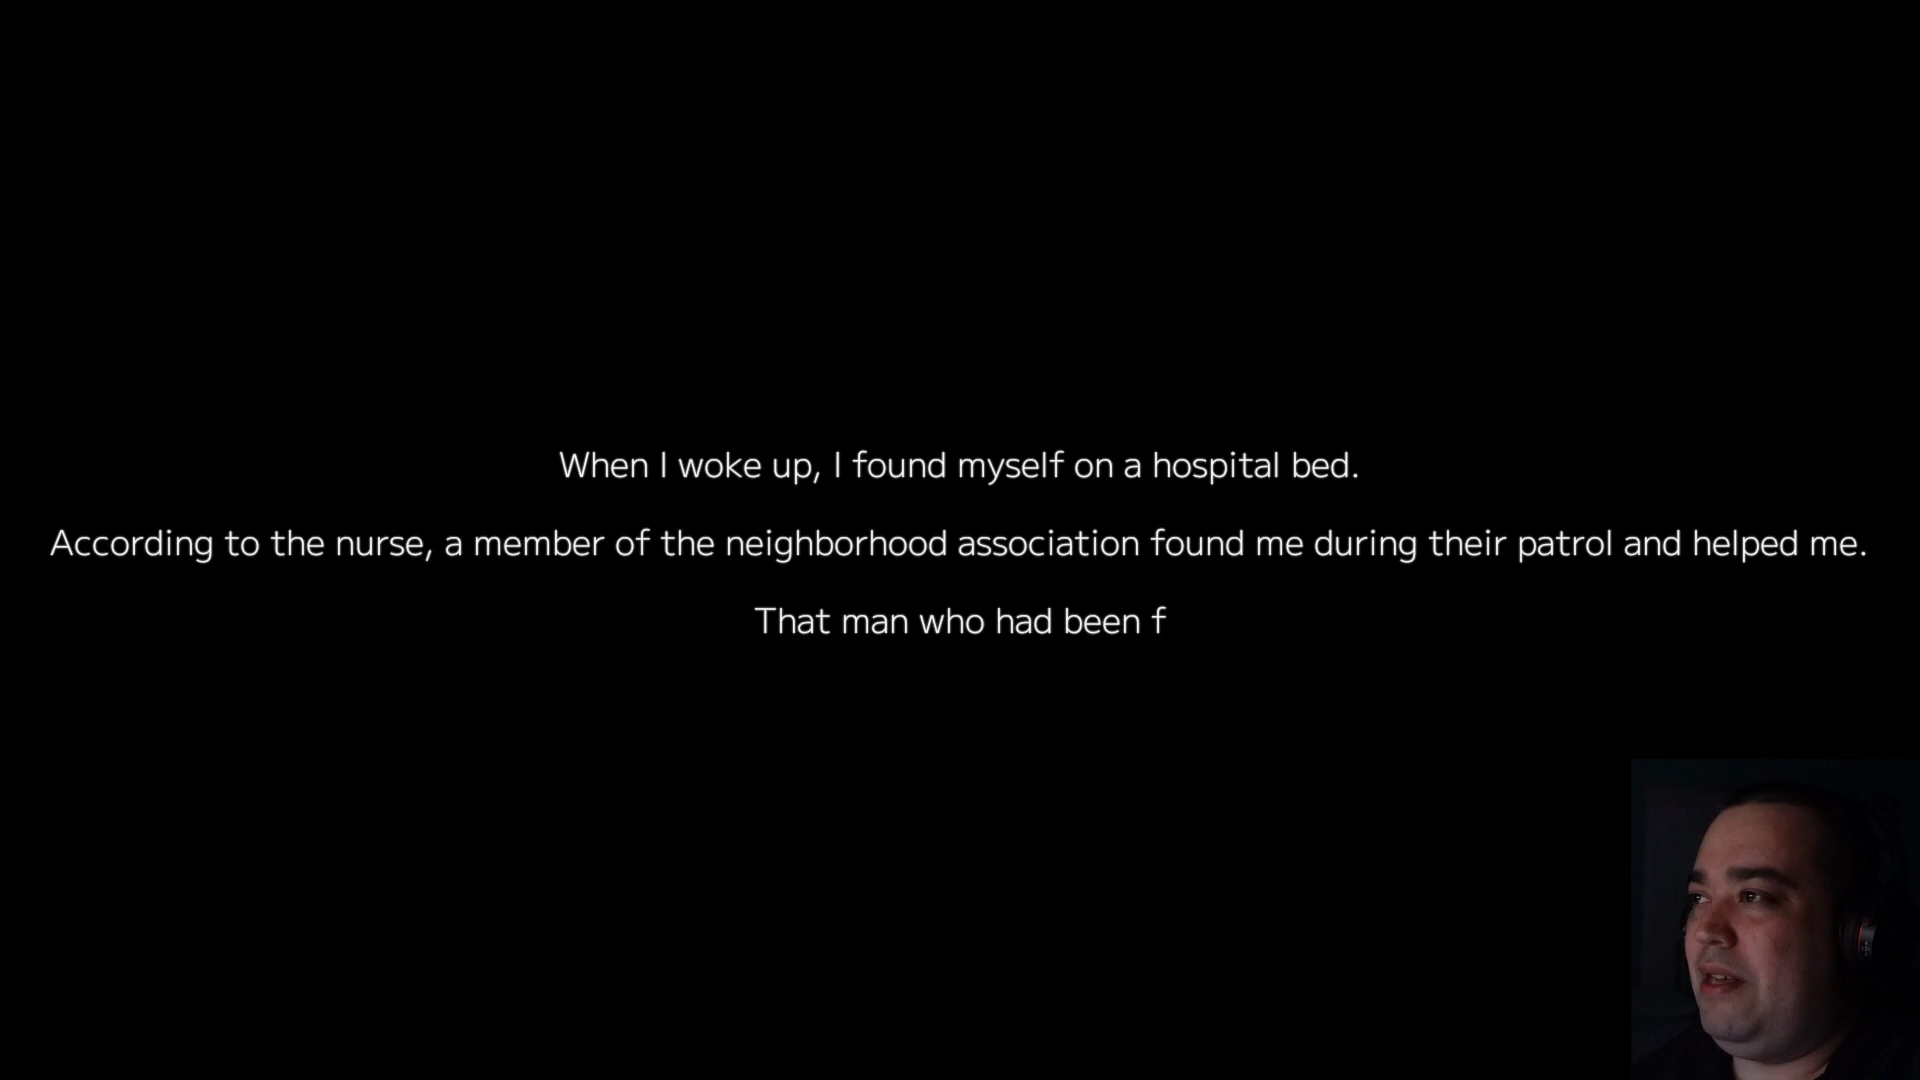 When I woke up, I found myself on a hospital bed.
According to the nurse, a member of the neighborhood association found me during their patrol and helped me.
That man who had been f